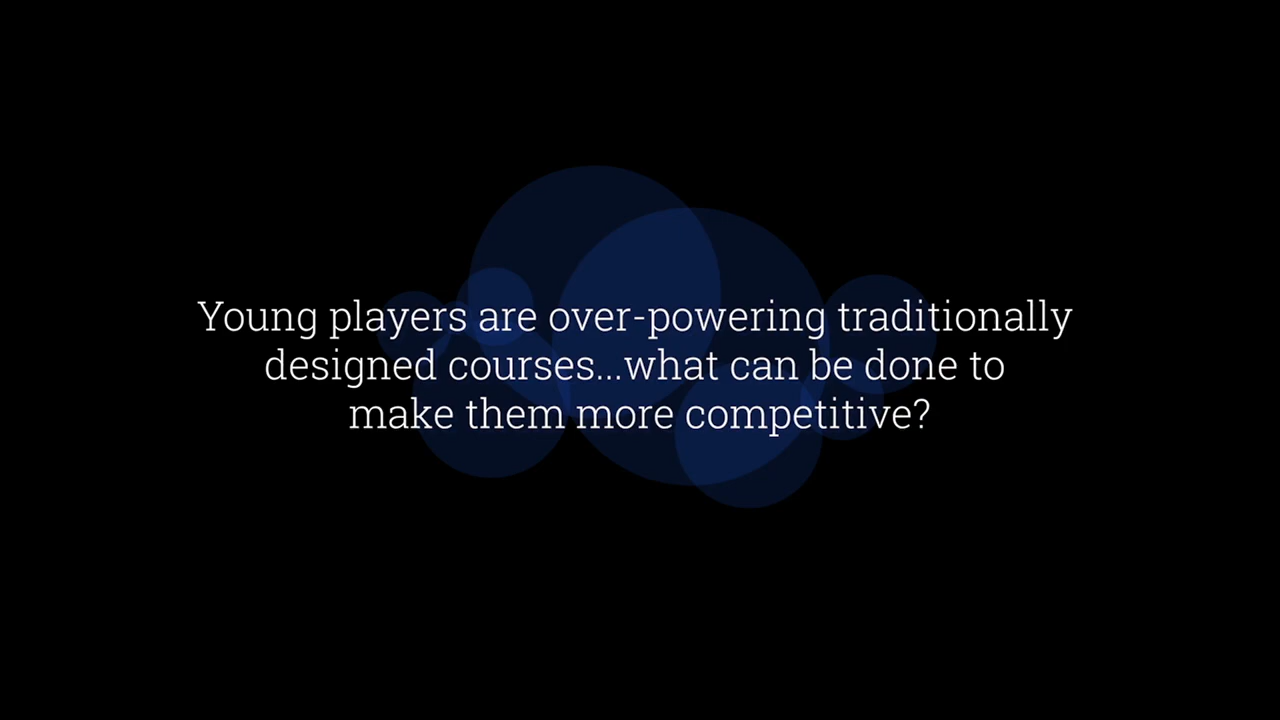 Young players are over-powering traditionally
designed courses...what can be done to
make them more competitive?